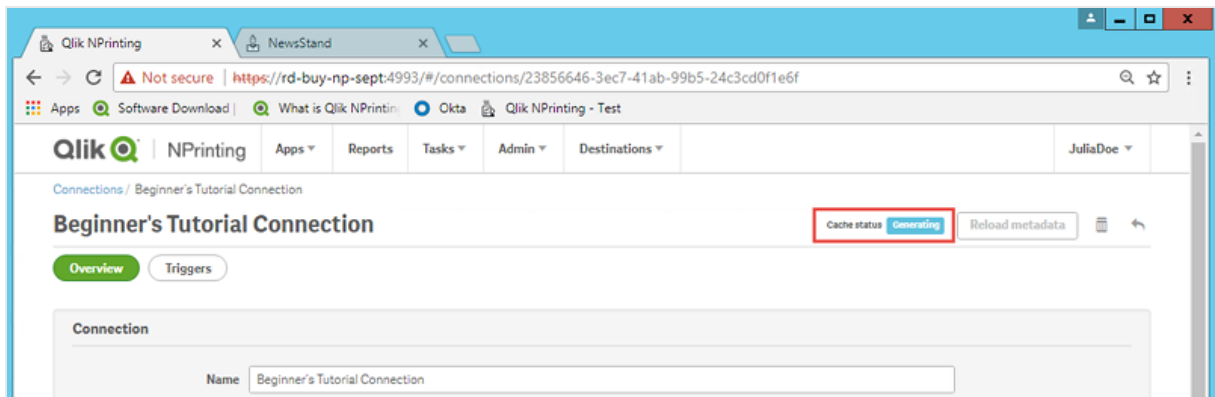 Qlik NPrinting
NewsStand
Not secure | https://rd-buy-np-sept:4993/#/connections/23856646-3ec7-41ab-99b5-24c3cd0f1e6f
Apps Software Download | What is Qlik NPrinting Okta Qlik NPrinting - Test
Qlik NPrinting Apps Reports Tasks Admin Destinations JuliaDoe
Connections / Beginner's Tutorial Connection
Beginner's Tutorial Connection Cache status Generating Reload metadata
Overview Triggers
Connection
Name Beginner's Tutorial Connection